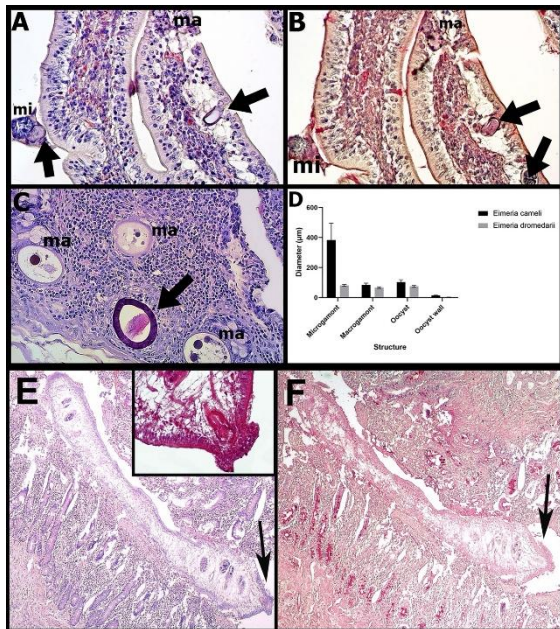 A
ma
mi
B
ma
mi
C
ma
ma
ma
D
Eimeria cameli
Eimeria dromedarii
Diameter (µm)
600
400
200
0
Microgamont
Macrogamont
Oocyst
Oocyst wall
Structure
E
F